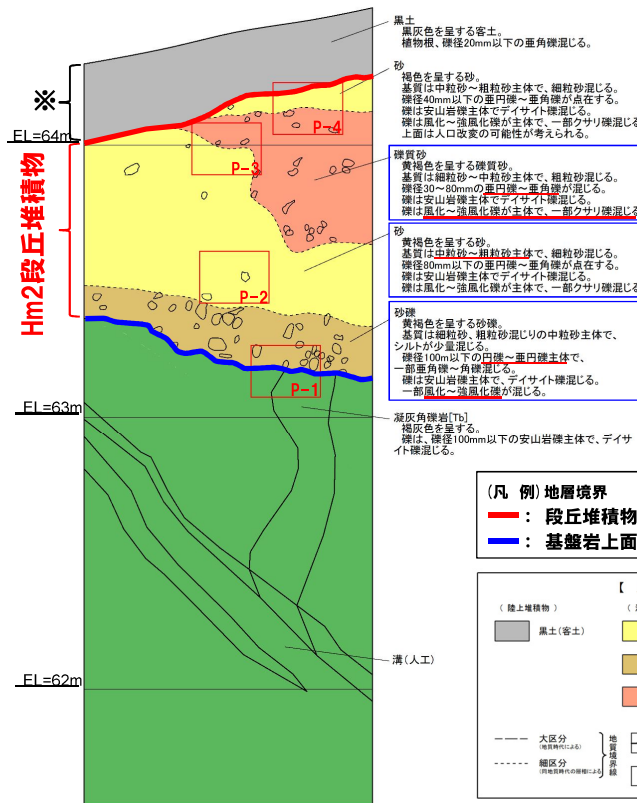 黒土
黒灰色を呈する客土。
植物根、礫径20mm以下の亜角礫混じる。
砂
褐色を呈する砂。
基質は中粒砂～粗粒砂主体で、細粒砂混じる。
礫径40mm以下の亜円礫～亜角礫が点在する。
礫は安山岩礫主体でデイサイト礫混じる。
礫は風化～強風化礫が主体で、一部クサリ礫混じる。
上面は人口改変の可能性が考えられる。
礫質砂
黄褐色を呈する礫質砂。
基質は細粒砂～中粒砂主体で、粗粒砂混じる。
礫径30～80mmの亜円礫～亜角礫が混じる。
礫は安山岩礫主体でデイサイト礫混じる。
礫は風化～強風化礫が主体で、一部クサリ礫混じる。
砂
黄褐色を呈する砂。
基質は中粒砂～粗粒砂主体で、細粒砂混じる。
礫径80mm以下の亜円礫～亜角礫が点在する。
礫は安山岩礫主体でデイサイト礫混じる。
礫は風化～強風化礫が主体で、一部クサリ礫混じる。
砂礫
黄褐色を呈する砂礫。
基質は細粒砂、粗粒砂混じりの中粒砂主体で、
シルトが少量混じる。
礫径100m以下の円礫～亜円礫主体で、
一部亜角礫～角礫混じる。
礫は安山岩礫主体で、デイサイト礫混じる。
一部風化～強風化礫が混じる。
凝灰角礫岩[Tb]
褐灰色を呈する。
礫は、礫径100mm以下の安山岩礫主体で、デイサ
イト礫混じる。
溝(人工)
※
EL=64m
Hm2段丘堆積物
EL=63m
EL=62m
P-4
P-3
P-2
P-1
(凡 例)地層境界
： 段丘堆積物
： 基盤岩上面
【
( 陸上堆積物 )
黒土(客土)
大区分
(地質時代による)
細区分
地質境界線